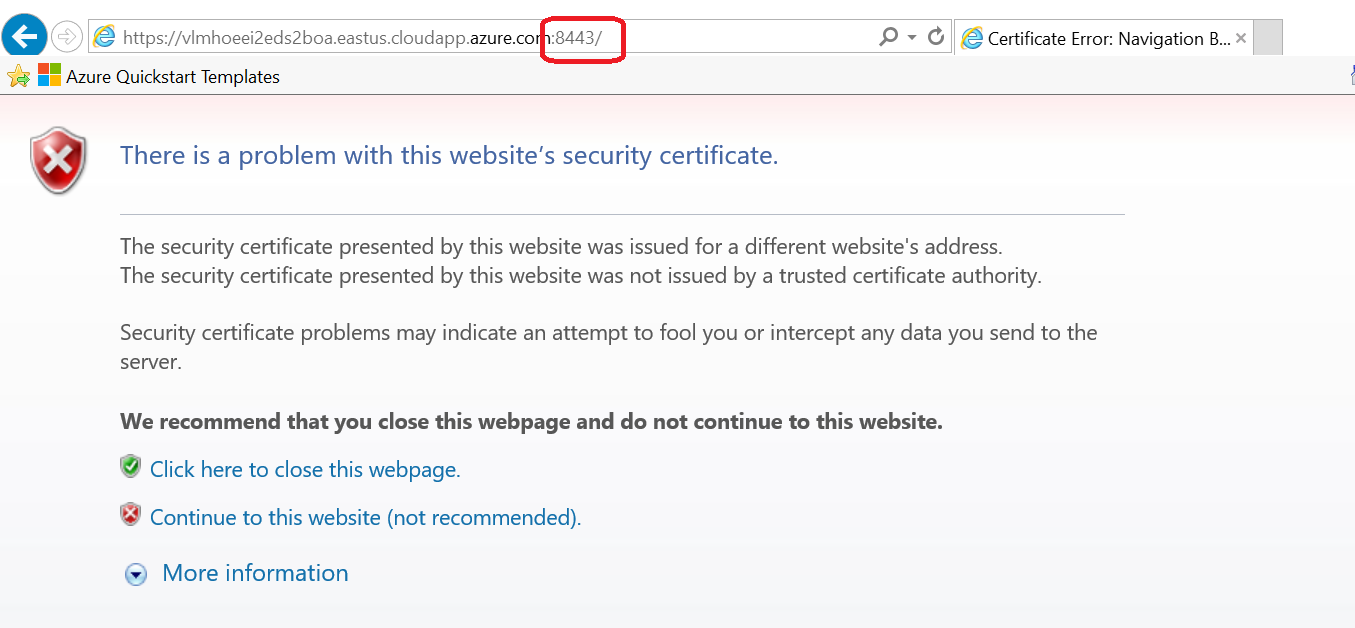 https://vlmhoeei2eds2boa.eastus.cloudapp.azure.com:8443/
Certificate Error: Navigation B...
Azure Quickstart Templates
There is a problem with this website's security certificate.
The security certificate presented by this website was issued for a different website's address.
The security certificate presented by this website was not issued by a trusted certificate authority.
Security certificate problems may indicate an attempt to fool you or intercept any data you send to the
server.
We recommend that you close this webpage and do not continue to this website.
Click here to close this webpage.
Continue to this website (not recommended).
More information